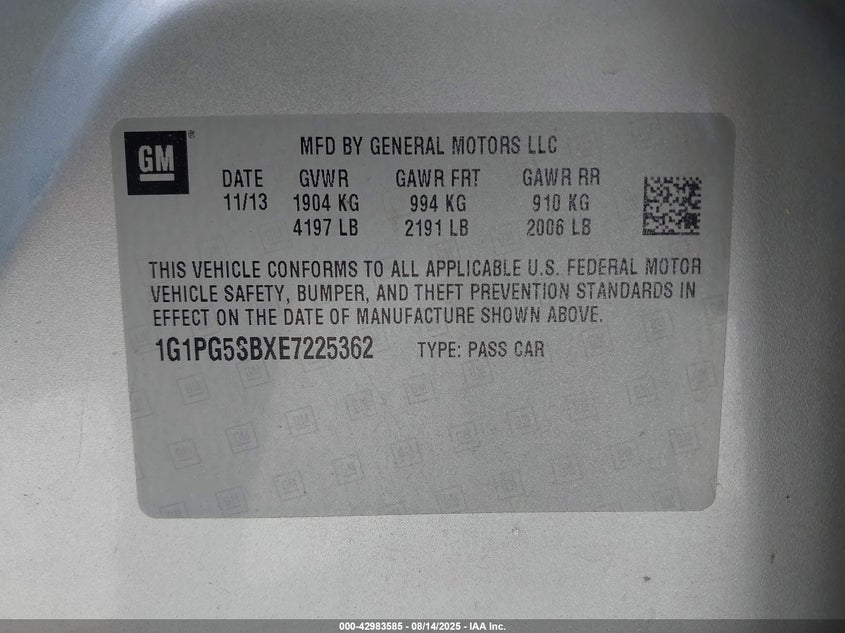 GM®
MFD BY GENERAL MOTORS LLC
DATE GVWR GAWR FRT GAWR RR
11/13 1904 KG 994 KG 910 KG
4197 LB 2191 LB 2006 LB
THIS VEHICLE CONFORMS TO ALL APPLICABLE U.S. FEDERAL MOTOR
VEHICLE SAFETY, BUMPER, AND THEFT PREVENTION STANDARDS IN
EFFECT ON THE DATE OF MANUFACTURE SHOWN ABOVE.
1G1PG5SBXE7225362 TYPE: PASS CAR
000-42983585 - 08/14/2025 - IAA Inc.